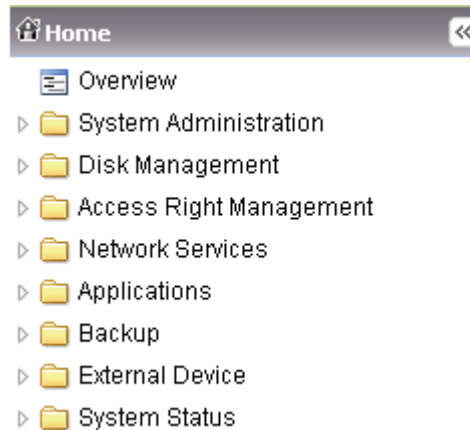 Home
Overview
System Administration
Disk Management
Access Right Management
Network Services
Applications
Backup
External Device
System Status